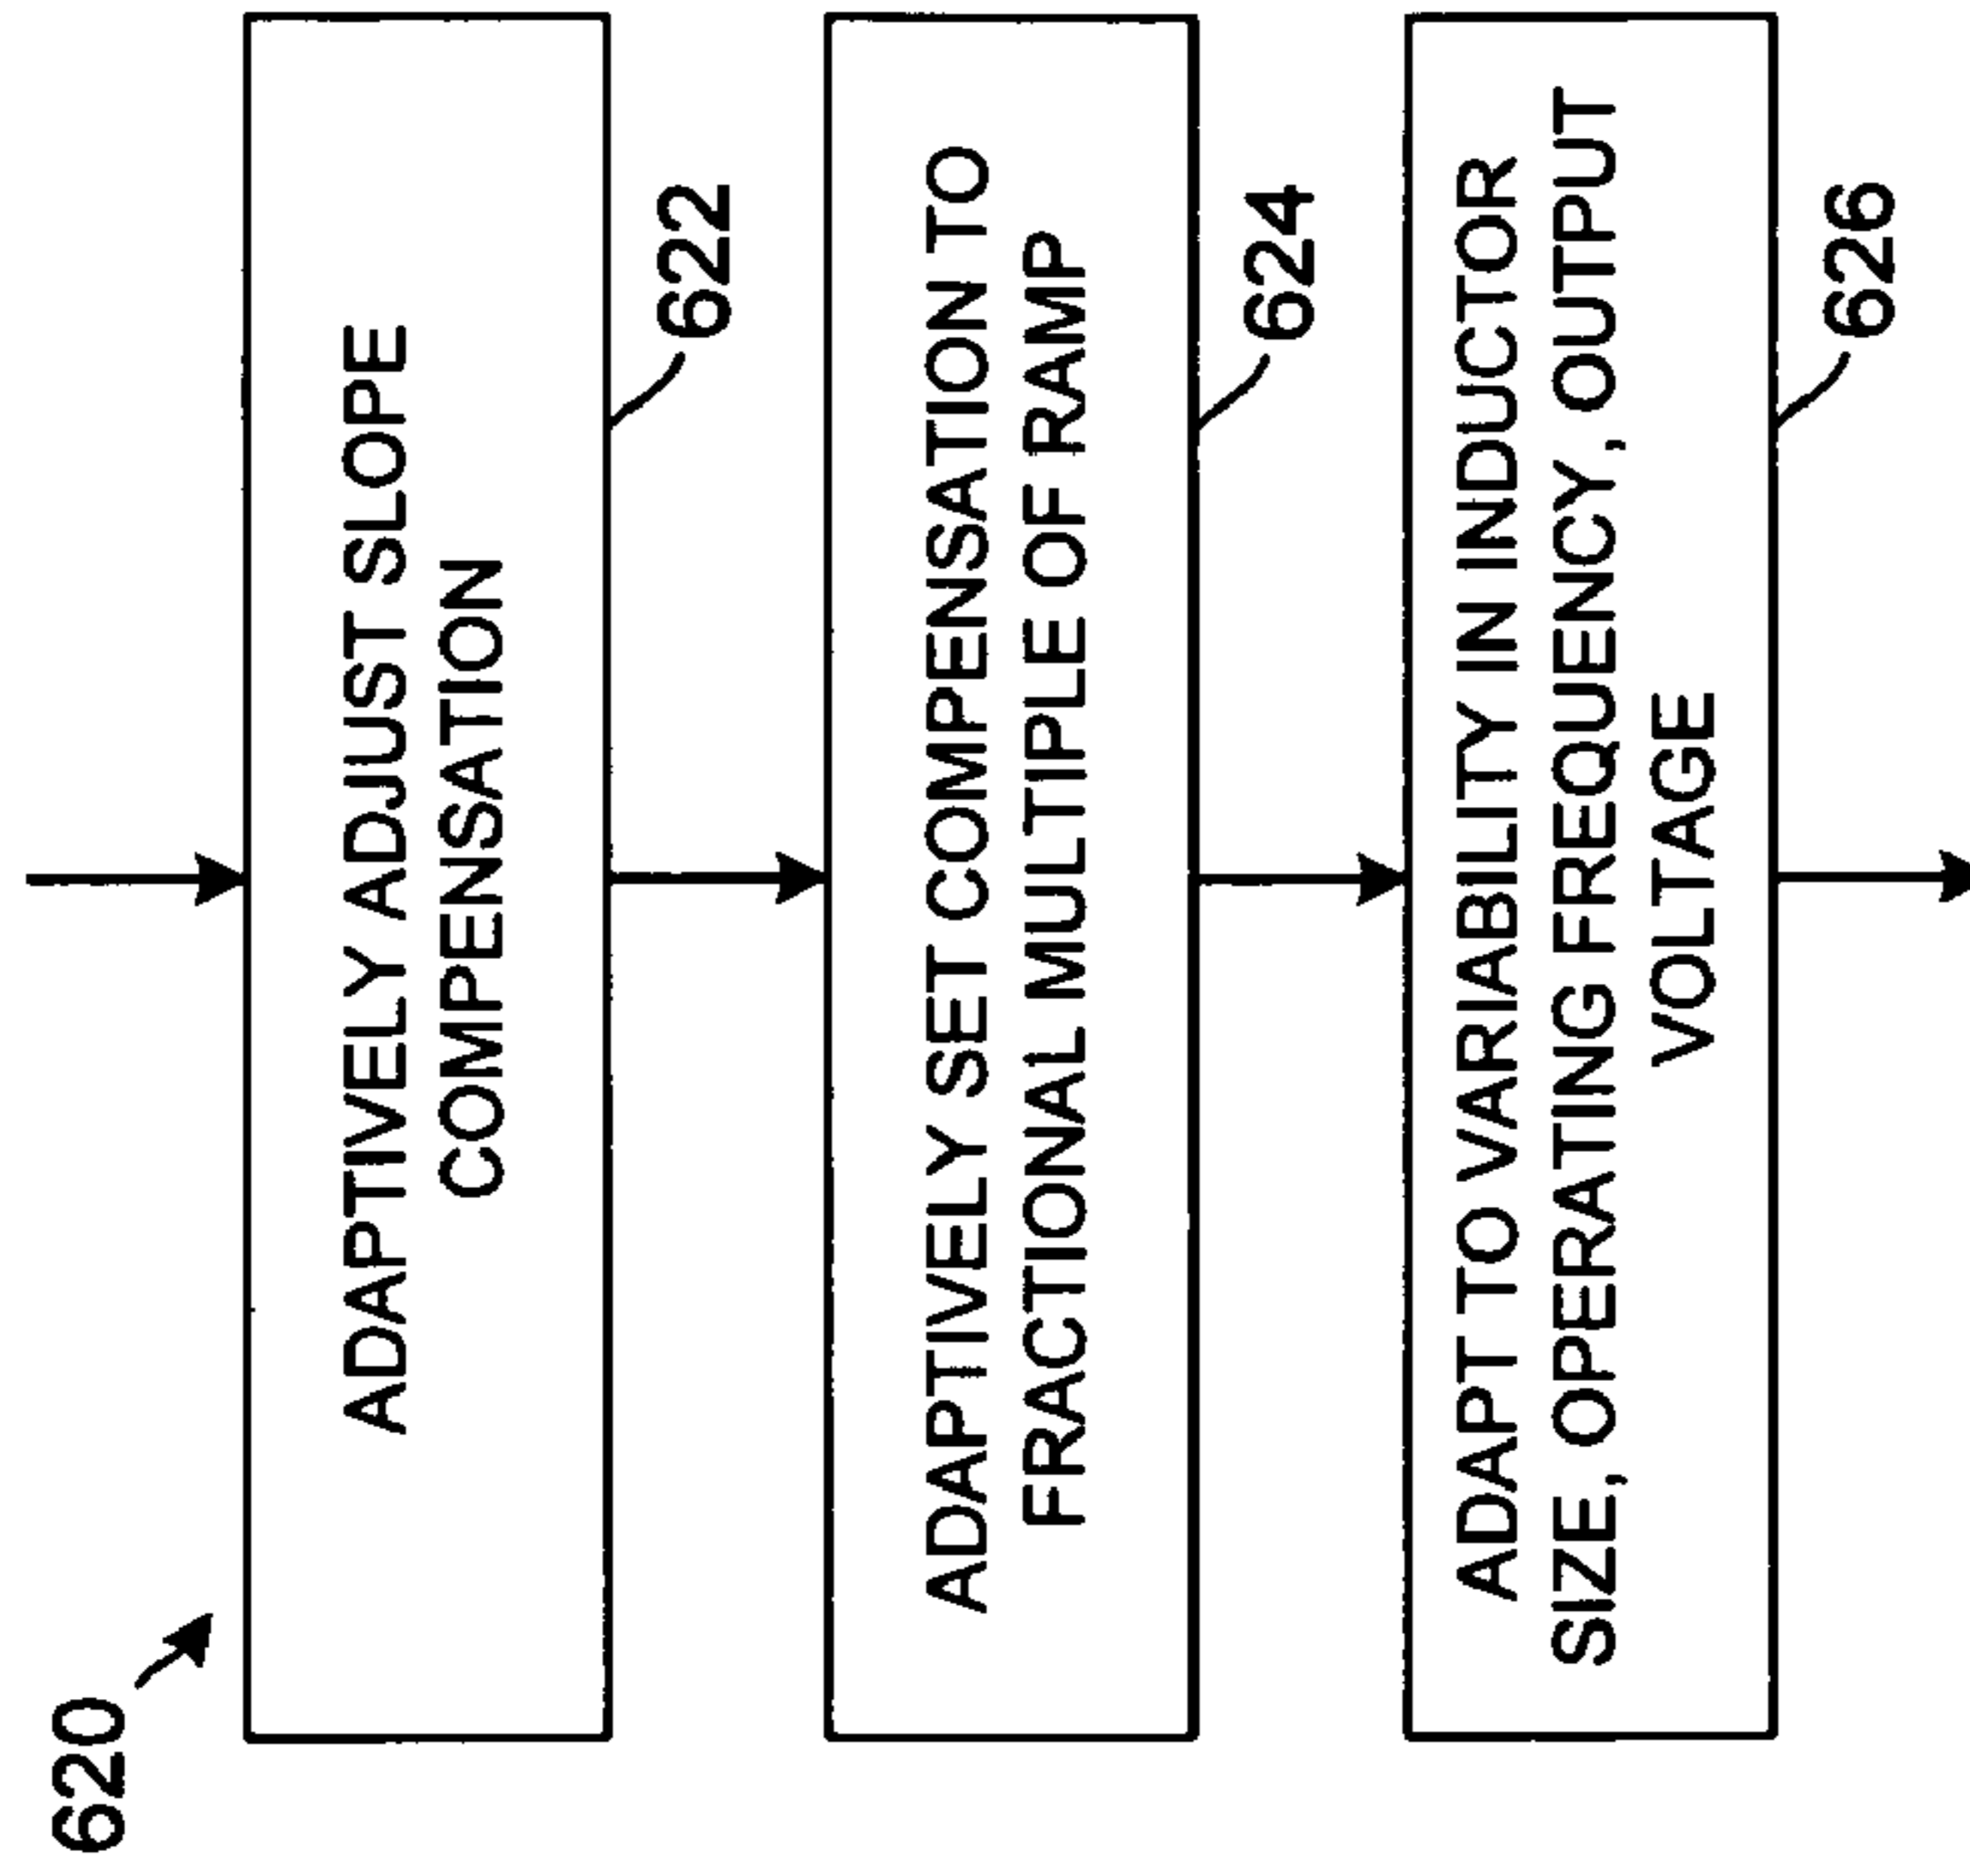 620
ADAPTIVELY ADJUST SLOPE
COMPENSATION
622
ADAPTIVELY SET COMPENSATION TO
FRACTIONAL MULTIPLE OF RAMP
624
ADAPT TO VARIABILITY IN INDUCTOR
SIZE, OPERATING FREQUENCY, OUTPUT
VOLTAGE
626